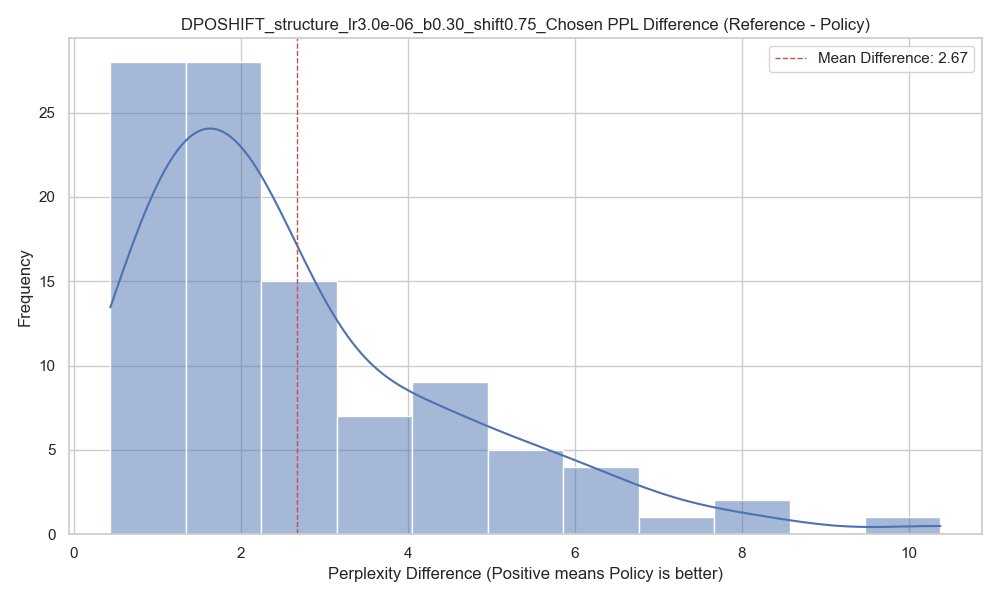 DPOSHIFT_structure_lr3.0e-06_b0.30_shift0.75_Chosen PPL Difference (Reference - Policy)
Mean Difference: 2.67
25
20
15
10
5
0
Frequency
0 2 4 6 8 10
Perplexity Difference (Positive means Policy is better)